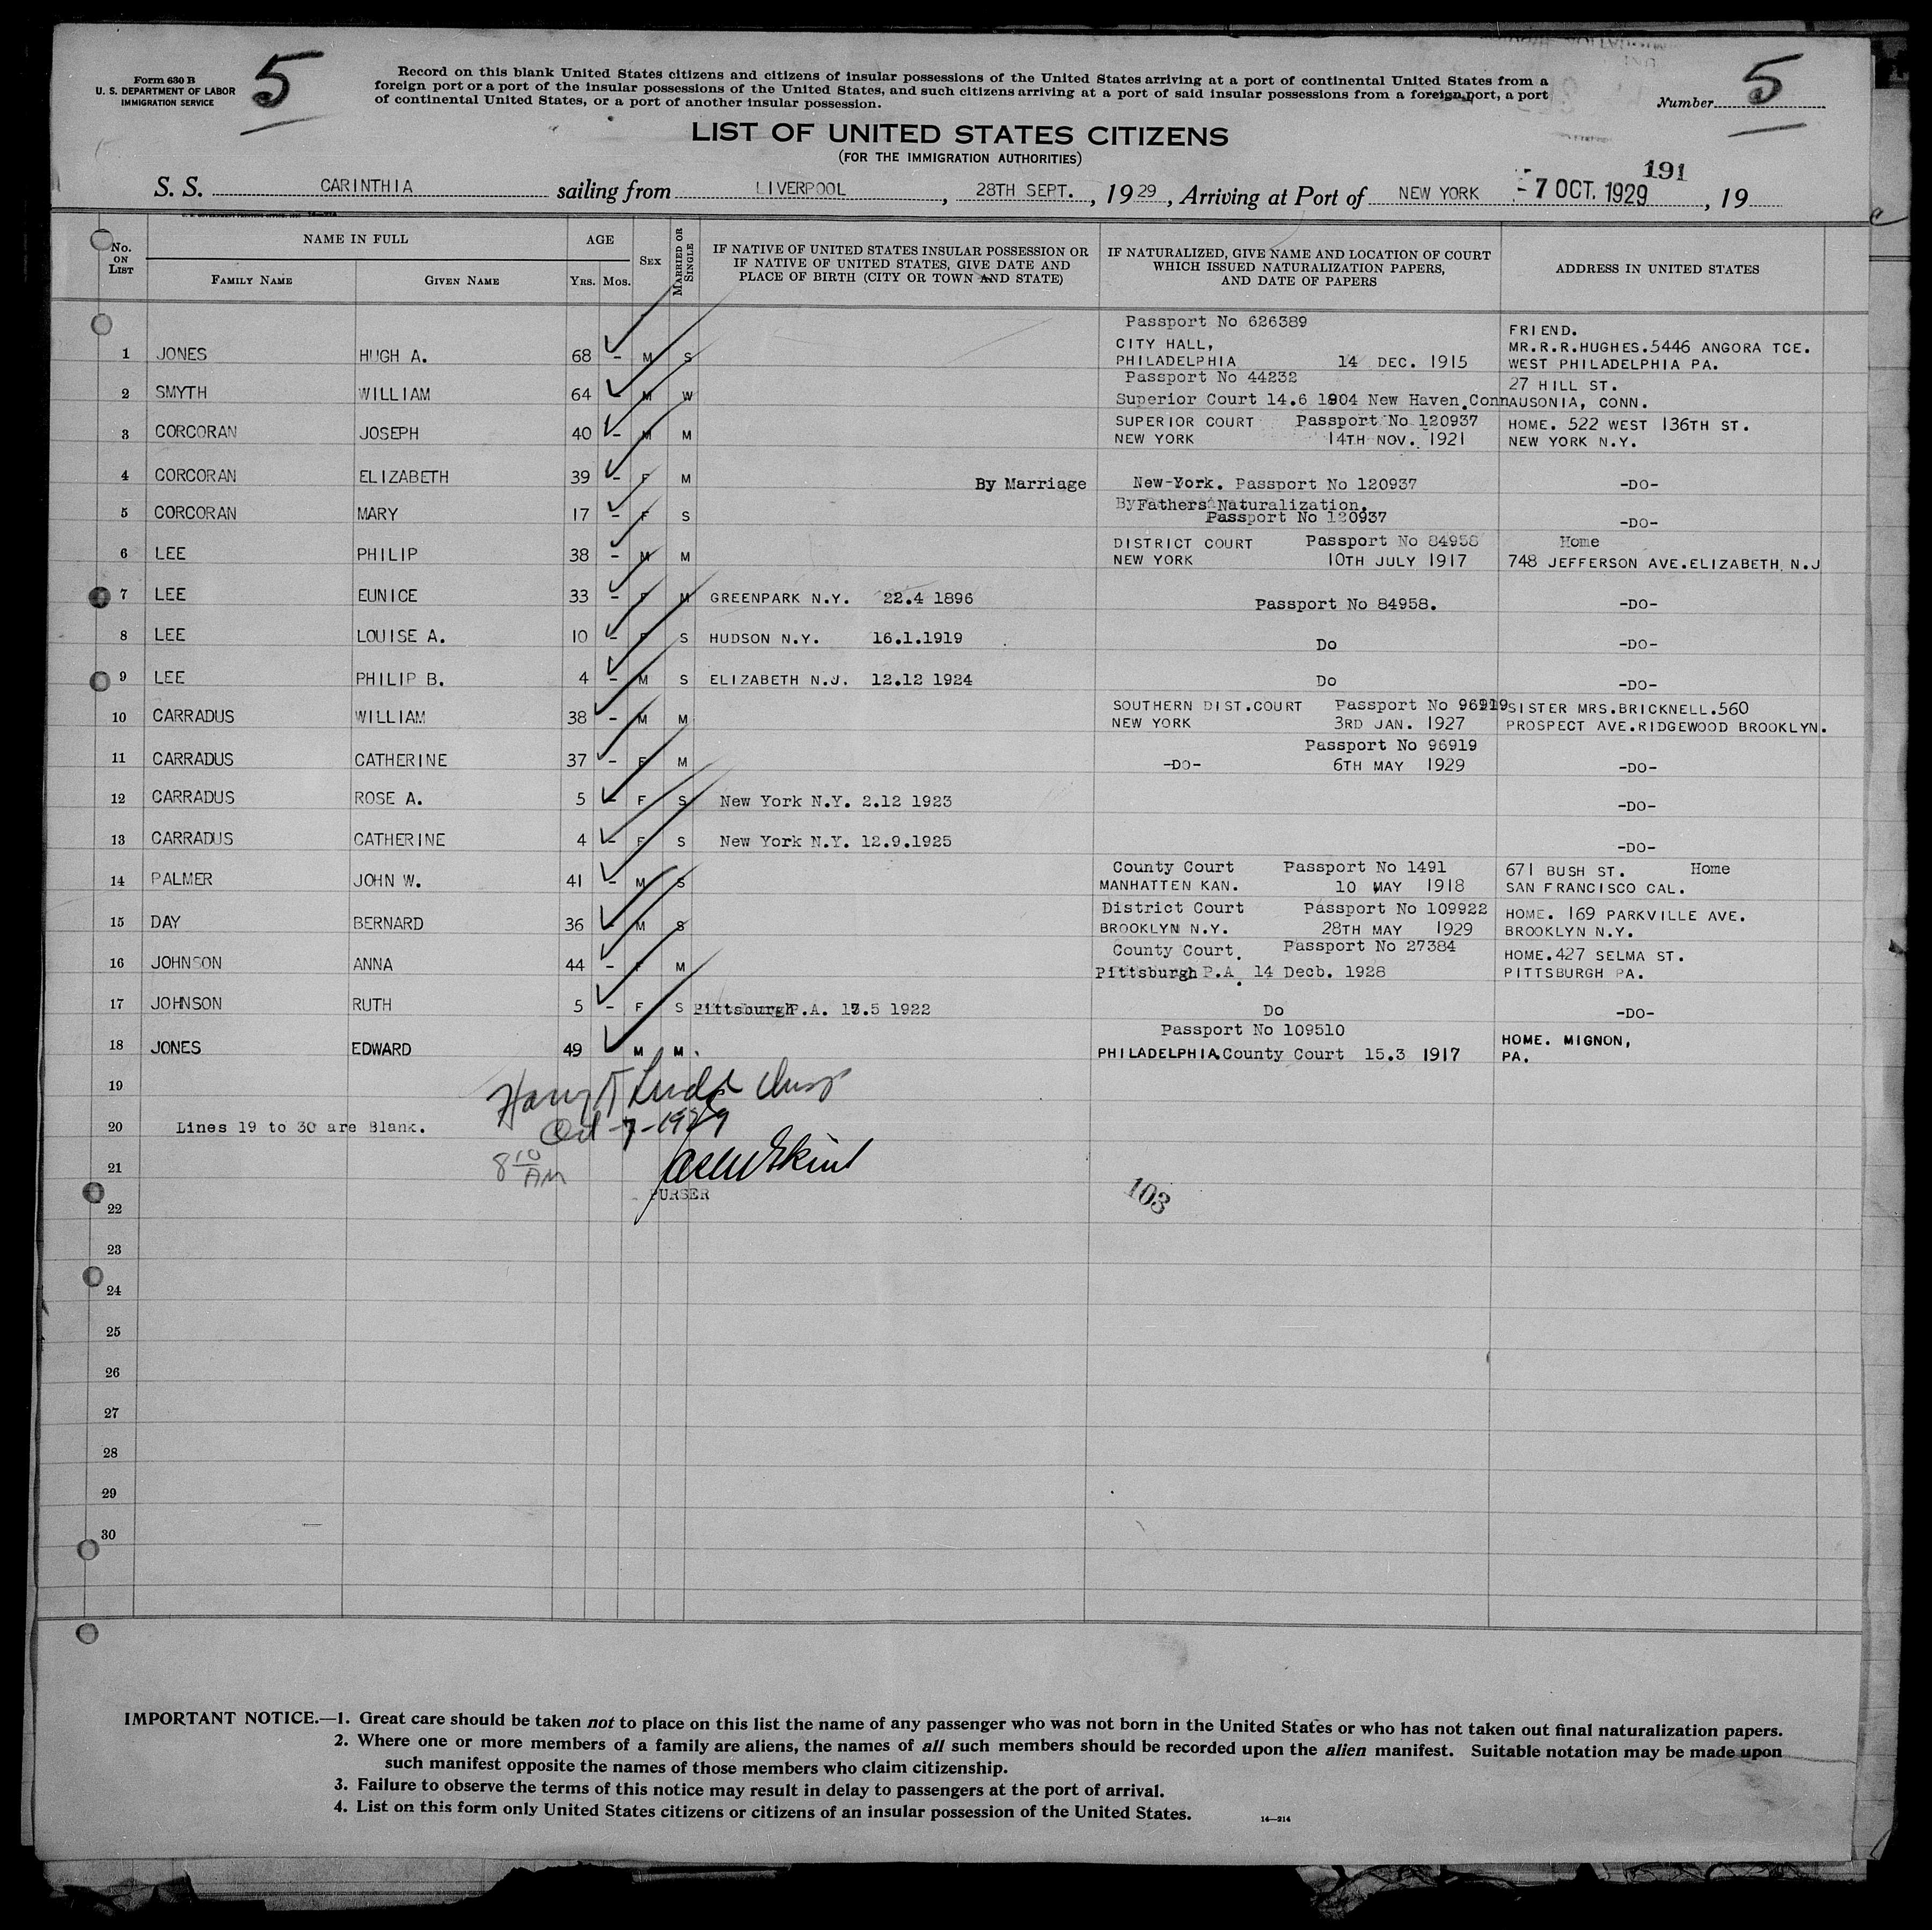 Form 630 B
U. S. DEPARTMENT OF LABOR
IMMIGRATION SERVICE
5
Record on this blank United States citizens and citizens of insular possessions of the United States arriving at a port of continental United States from a
foreign port or a port of the insular possessions of the United States, and such citizens arriving at a port of said insular possessions from a foreign port, a port
of continental United States, or a port of another insular possession.
Number 5
LIST OF UNITED STATES CITIZENS
(FOR THE IMMIGRATION AUTHORITIES)
191
S. S. CARINTHIA sailing from LIVERPOOL, 28TH SEPT., 1929, Arriving at Port of NEW YORK -7 OCT. 1929, 19
No. ON LIST
NAME IN FULL
FAMILY NAME GIVEN NAME
AGE
YRS. MOS.
SEX
MARRIED OR SINGLE
IF NATIVE OF UNITED STATES INSULAR POSSESSION OR
IF NATIVE OF UNITED STATES, GIVE DATE AND
PLACE OF BIRTH (CITY OR TOWN AND STATE)
IF NATURALIZED, GIVE NAME AND LOCATION OF COURT
WHICH ISSUED NATURALIZATION PAPERS,
AND DATE OF PAPERS
ADDRESS IN UNITED STATES
1 JONES HUGH A. 68 – M S Passport No 626389
CITY HALL,
PHILADELPHIA 14 DEC. 1915
FRIEND.
MR.R.R.HUGHES.5446 ANGORA TCE.
WEST PHILADELPHIA PA.
2 SMYTH WILLIAM 64 – M W Passport No 44232
Superior Court 14.6 1904 New Haven.Conn
27 HILL ST.
AUSONIA, CONN.
3 CORCORAN JOSEPH 40 – M M SUPERIOR COURT Passport No 120937
NEW YORK 14TH NOV. 1921
HOME. 522 WEST 136TH ST.
NEW YORK N.Y.
4 CORCORAN ELIZABETH 39 – F M By Marriage New-York. Passport No 120937 –DO–
5 CORCORAN MARY 17 – F S By Fathers Naturalization.
Passport No 120937 –DO–
6 LEE PHILIP 38 – M M DISTRICT COURT Passport No 84958
NEW YORK 10TH JULY 1917
Home
748 JEFFERSON AVE.ELIZABETH. N.J
7 LEE EUNICE 33 – F M GREENPARK N.Y. 22.4 1896 Passport No 84958. –DO–
8 LEE LOUISE A. 10 – F S HUDSON N.Y. 16.1.1919 Do –DO–
9 LEE PHILIP B. 4 – M S ELIZABETH N.J. 12.12 1924 Do –DO–
10 CARRADUS WILLIAM 38 – M M SOUTHERN DIST.COURT Passport No 96919
NEW YORK 3RD JAN. 1927
SISTER MRS.BRICKNELL.560
PROSPECT AVE.RIDGEWOOD BROOKLYN.
11 CARRADUS CATHERINE 37 – F M Passport No 96919
–DO– 6TH MAY 1929 –DO–
12 CARRADUS ROSE A. 5 – F S New York N.Y. 2.12 1923 –DO–
13 CARRADUS CATHERINE 4 – F S New York N.Y. 12.9.1925 –DO–
14 PALMER JOHN W. 41 – M S County Court Passport No 1491
MANHATTEN KAN. 10 MAY 1918
671 BUSH ST. Home
SAN FRANCISCO CAL.
15 DAY BERNARD 36 – M S District Court Passport No 109922
BROOKLYN N.Y. 28TH MAY 1929
HOME. 169 PARKVILLE AVE.
BROOKLYN N.Y.
16 JOHNSON ANNA 44 – F M County Court. Passport No 27384
Pittsburgh P.A. 14 Decb. 1928
HOME.427 SELMA ST.
PITTSBURGH PA.
17 JOHNSON RUTH 5 – F S Pittsburgh P.A. .5 1922 Do –DO–
18 JONES EDWARD 49 M M. Passport No 109510
PHILADELPHIA.County Court 15.3 1917
HOME. MIGNON,
PA.
19
20 Lines 19 to 30 are Blank.
Oct -7-1929
21
8 10 AM
PURSER
103
22
23
24
25
26
27
28
29
30
IMPORTANT NOTICE.—1. Great care should be taken not to place on this list the name of any passenger who was not born in the United States or who has not taken out final naturalization papers.
2. Where one or more members of a family are aliens, the names of all such members should be recorded upon the alien manifest. Suitable notation may be made upon
such manifest opposite the names of those members who claim citizenship.
3. Failure to observe the terms of this notice may result in delay to passengers at the port of arrival.
4. List on this form only United States citizens or citizens of an insular possession of the United States.
14—214